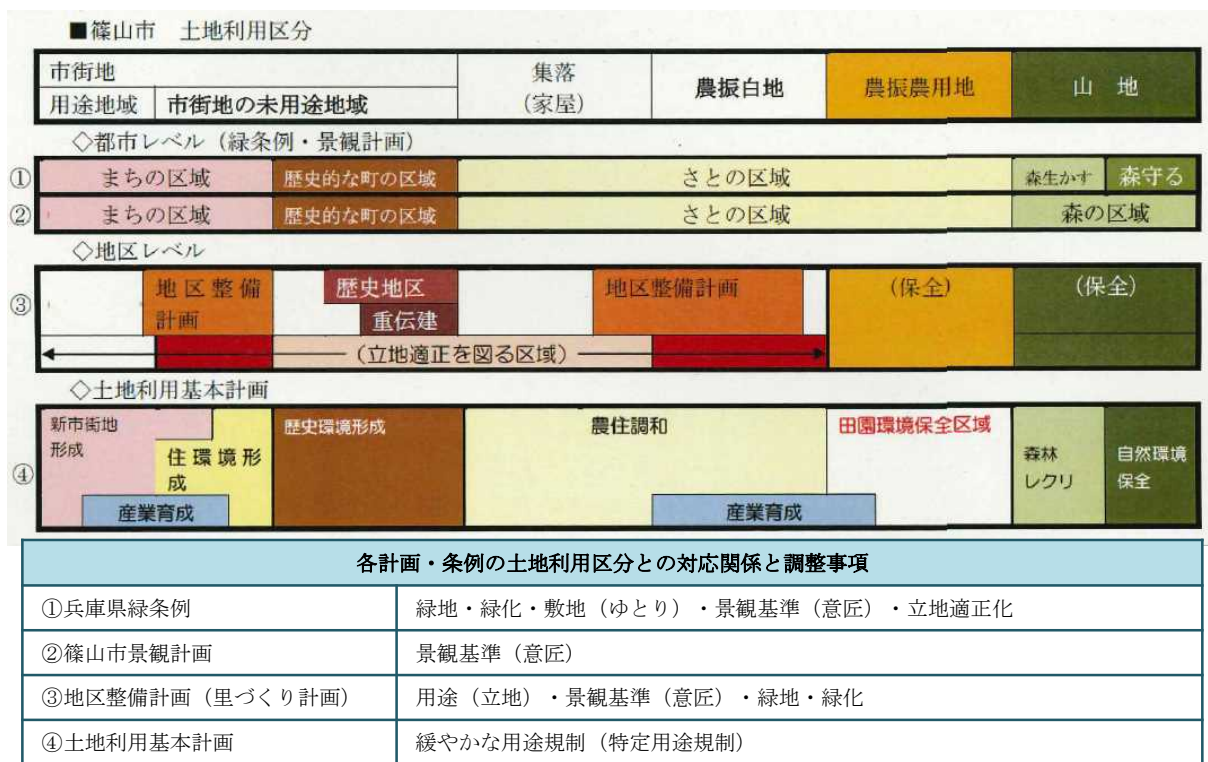 ■篠山市　土地利用区分
市街地
集落
(家屋)
農振白地
農振農用地
山　地
用途地域
市街地の未用途地域
◇都市レベル（緑条例・景観計画）
① まちの区域 歴史的な町の区域 さとの区域 森生かす 森守る
② まちの区域 歴史的な町の区域 さとの区域 森の区域
◇地区レベル
③
地区整備
計画
歴史地区
重伝建
地区整備計画
(保全)
(保全)
（立地適正を図る区域）
◇土地利用基本計画
④
新市街地
形成
住環境形
成
産業育成
歴史環境形成
農住調和
産業育成
田園環境保全区域
森林
レクリ
自然環境
保全
各計画・条例の土地利用区分との対応関係と調整事項
①兵庫県緑条例 緑地・緑化・敷地（ゆとり）・景観基準（意匠）・立地適正化
②篠山市景観計画 景観基準（意匠）
③地区整備計画（里づくり計画） 用途（立地）・景観基準（意匠）・緑地・緑化
④土地利用基本計画 緩やかな用途規制（特定用途規制）